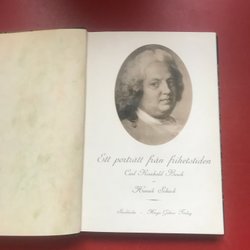 Ett porträtt från frihetstiden
Carl Reinhold Berch
Henrik Schück
Stockholm – Hugo Gebers Förlag